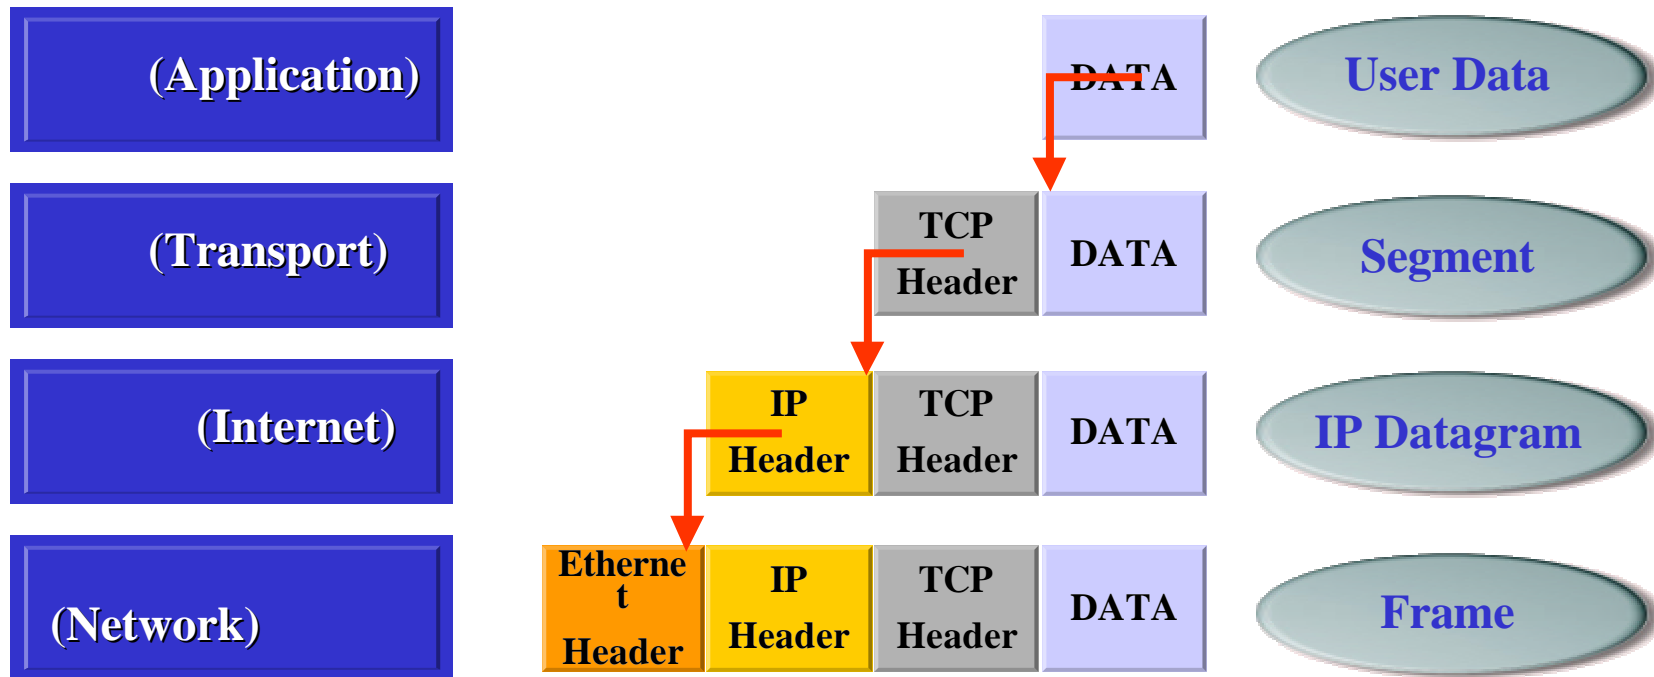 (Application)
DATA
User Data
(Transport)
TCP
Header
DATA
Segment
(Internet)
IP
Header
TCP
Header
DATA
IP Datagram
(Network)
Etherne
t
Header
IP
Header
TCP
Header
DATA
Frame